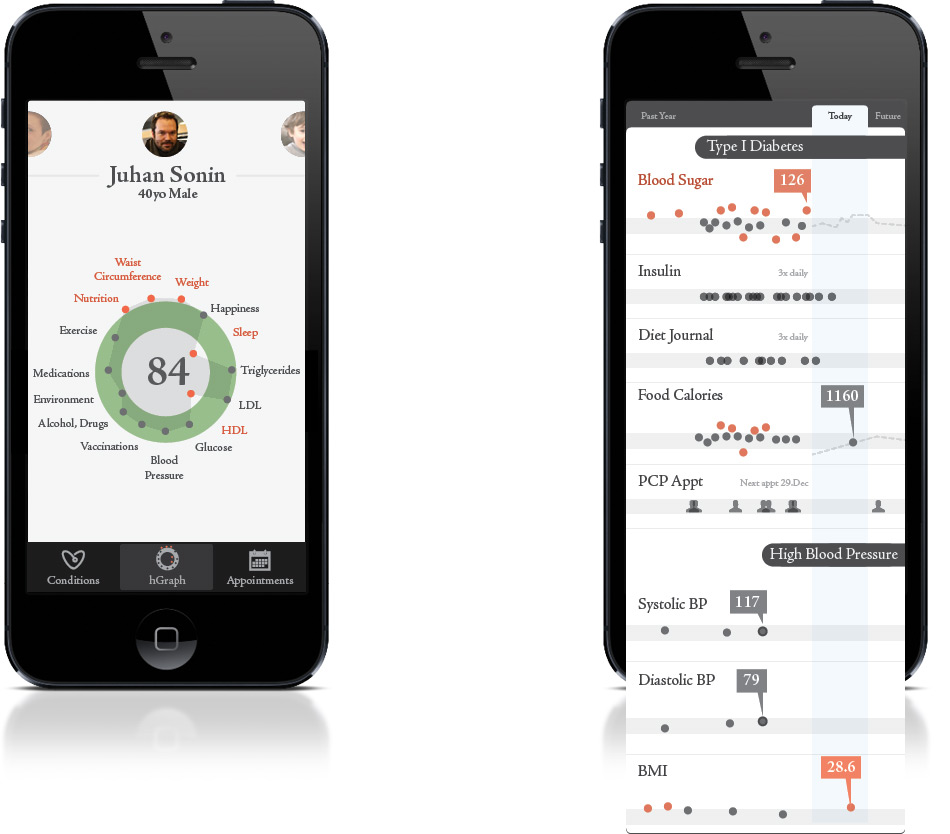 Juhan Sonin
40yo Male
Waist
Circumference
Weight
Nutrition
Happiness
Exercise
Sleep
84
Medications
Triglycerides
Environment
LDL
Alcohol, Drugs
HDL
Vaccinations
Glucose
Blood
Pressure
Conditions
hGraph
Appointments
Past Year
Today
Future
Type I Diabetes
Blood Sugar
126
Insulin
3x daily
Diet Journal
3x daily
Food Calories
1160
PCP Appt
Next appt 29.Dec
High Blood Pressure
Systolic BP
117
Diastolic BP
79
BMI
28.6